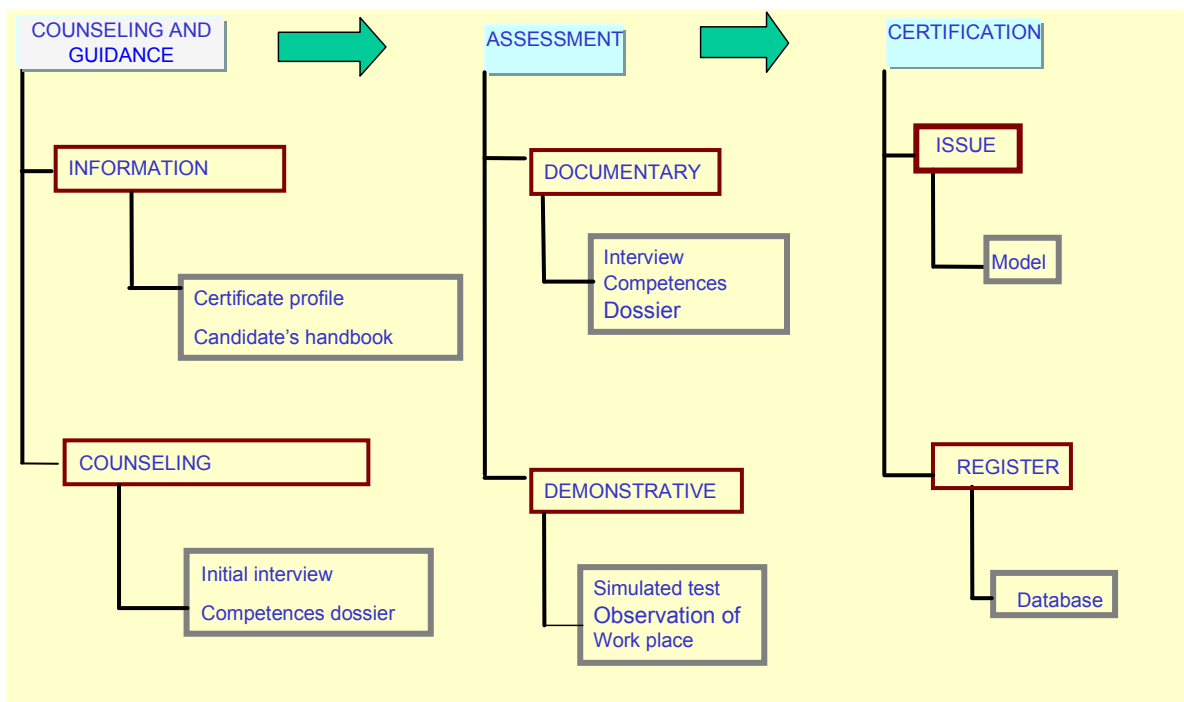 COUNSELING AND
GUIDANCE
INFORMATION
Certificate profile
Candidate’s handbook
COUNSELING
Initial interview
Competences dossier
ASSESSMENT
DOCUMENTARY
Interview
Competences
Dossier
DEMONSTRATIVE
Simulated test
Observation of
Work place
CERTIFICATION
ISSUE
Model
REGISTER
Database